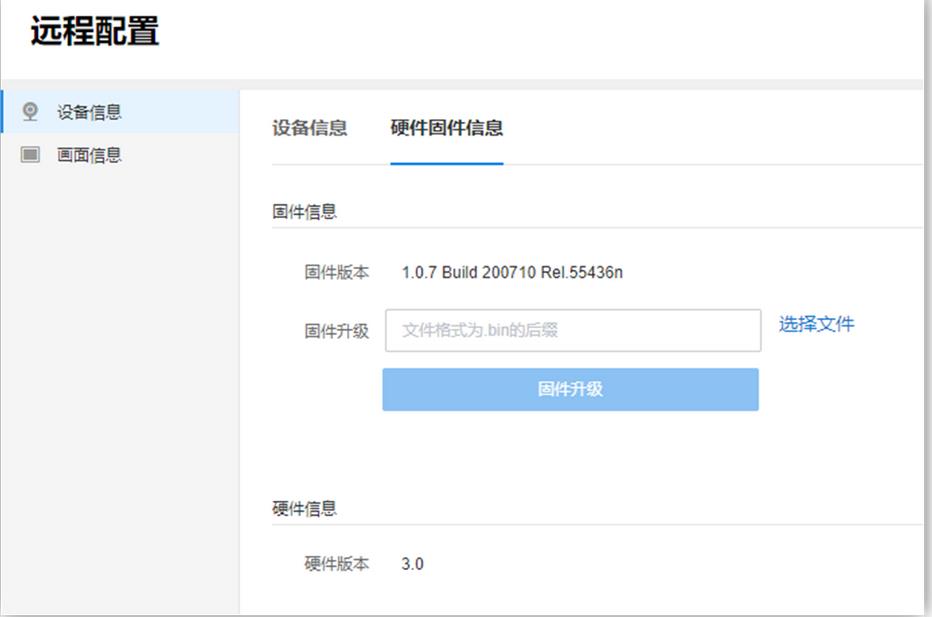 远程配置
设备信息
画面信息
设备信息 硬件固件信息
固件信息
固件版本 1.0.7 Build 200710 Rel.55436n
固件升级 文件格式为.bin的后缀 选择文件
固件升级
硬件信息
硬件版本 3.0